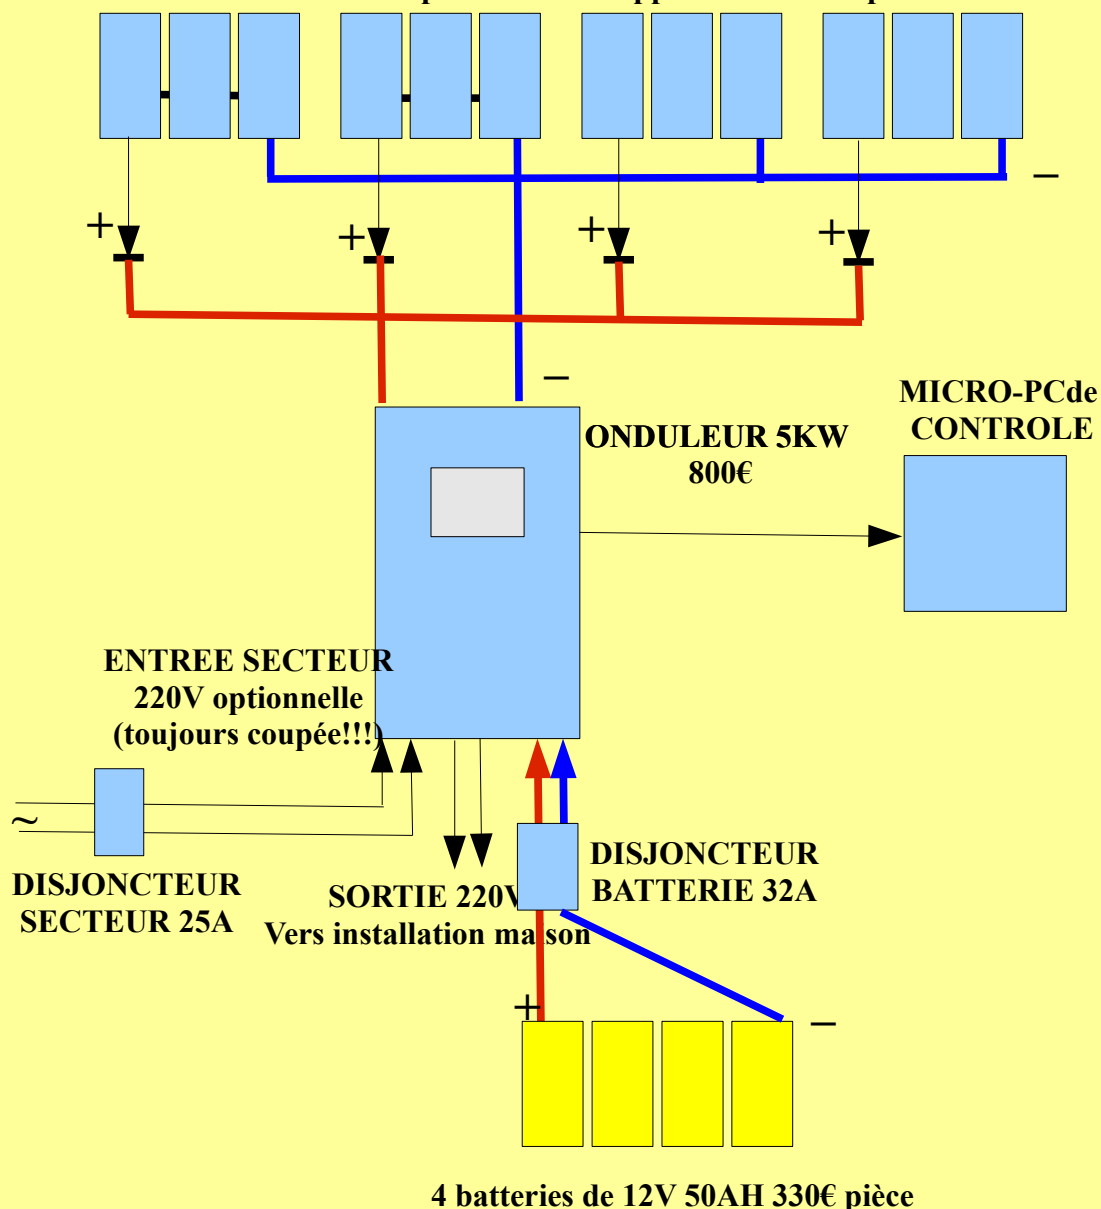 +
+
+
+
–
–
MICRO-PCde
CONTROLE
ONDULEUR 5KW
800€
ENTREE SECTEUR
220V optionnelle
(toujours coupée!!!)
~
DISJONCTEUR
SECTEUR 25A
SORTIE 220V
Vers installation maison
DISJONCTEUR
BATTERIE 32A
+
–
4 batteries de 12V 50AH 330€ pièce